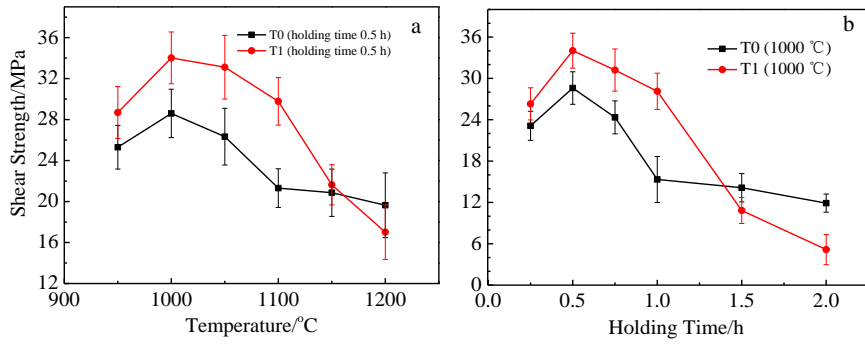 a
T0 (holding time 0.5 h)
T1 (holding time 0.5 h)
Shear Strength/MPa
36
32
28
24
20
16
12
900
1000
1100
1200
Temperature/°C
b
T0 (1000 ℃)
T1 (1000 ℃)
36
30
24
18
12
6
0
0.0
0.5
1.0
1.5
2.0
Holding Time/h